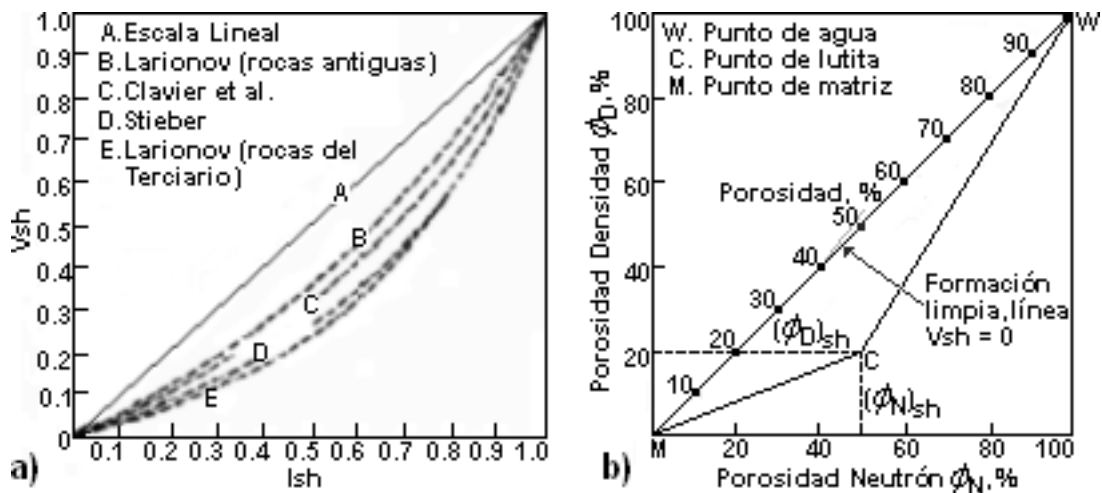 A.Escala Lineal
B.Larionov (rocas antiguas)
C.Clavier et al.
D.Stieber
E.Larionov (rocas del
Terciario)
1.0
0.9
0.8
0.7
0.6
0.5
0.4
0.3
0.2
0.1
0
Vsh
A
B
C
D
E
0.1 0.2 0.3 0.4 0.5 0.6 0.7 0.8 0.9 1.0
Ish
a)
W. Punto de agua
C. Punto de lutita
M. Punto de matriz
100
80
60
40
20
Porosidad Densidad ϕD, %
W
90
80
70
60
50
40
30
20
10
Porosidad, %
Formación
limpia,línea
Vsh = 0
(ϕD)sh
C
(ϕN)sh
M 20 40 60 80 100
Porosidad Neutrón ϕN, %
b)